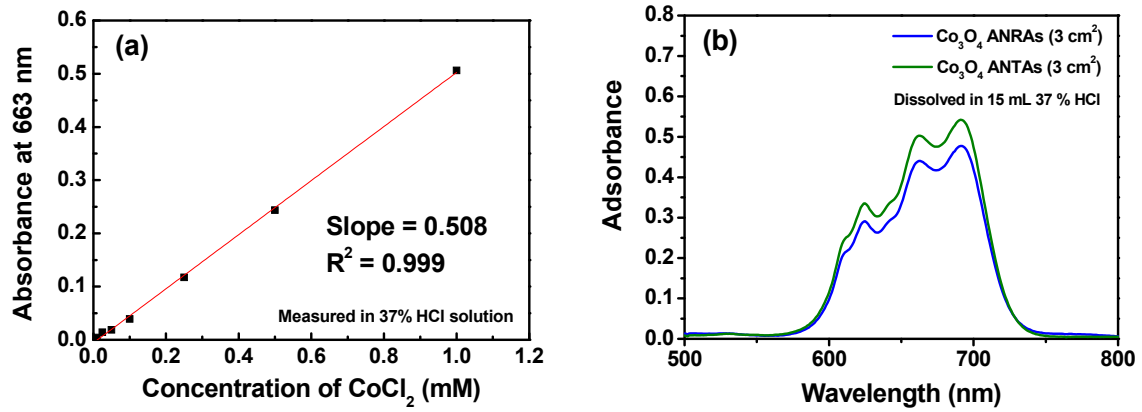 (a)
Absorbance at 663 nm
0.6
0.5
0.4
0.3
0.2
0.1
0.0
0.0 0.2 0.4 0.6 0.8 1.0 1.2
Slope = 0.508
R² = 0.999
Measured in 37% HCl solution
Concentration of CoCl₂ (mM)
(b)
Adsorbance
0.8
0.7
0.6
0.5
0.4
0.3
0.2
0.1
0.0
500 600 700 800
Co₃O₄ ANRAs (3 cm²)
Co₃O₄ ANTAs (3 cm²)
Dissolved in 15 mL 37 % HCl
Wavelength (nm)